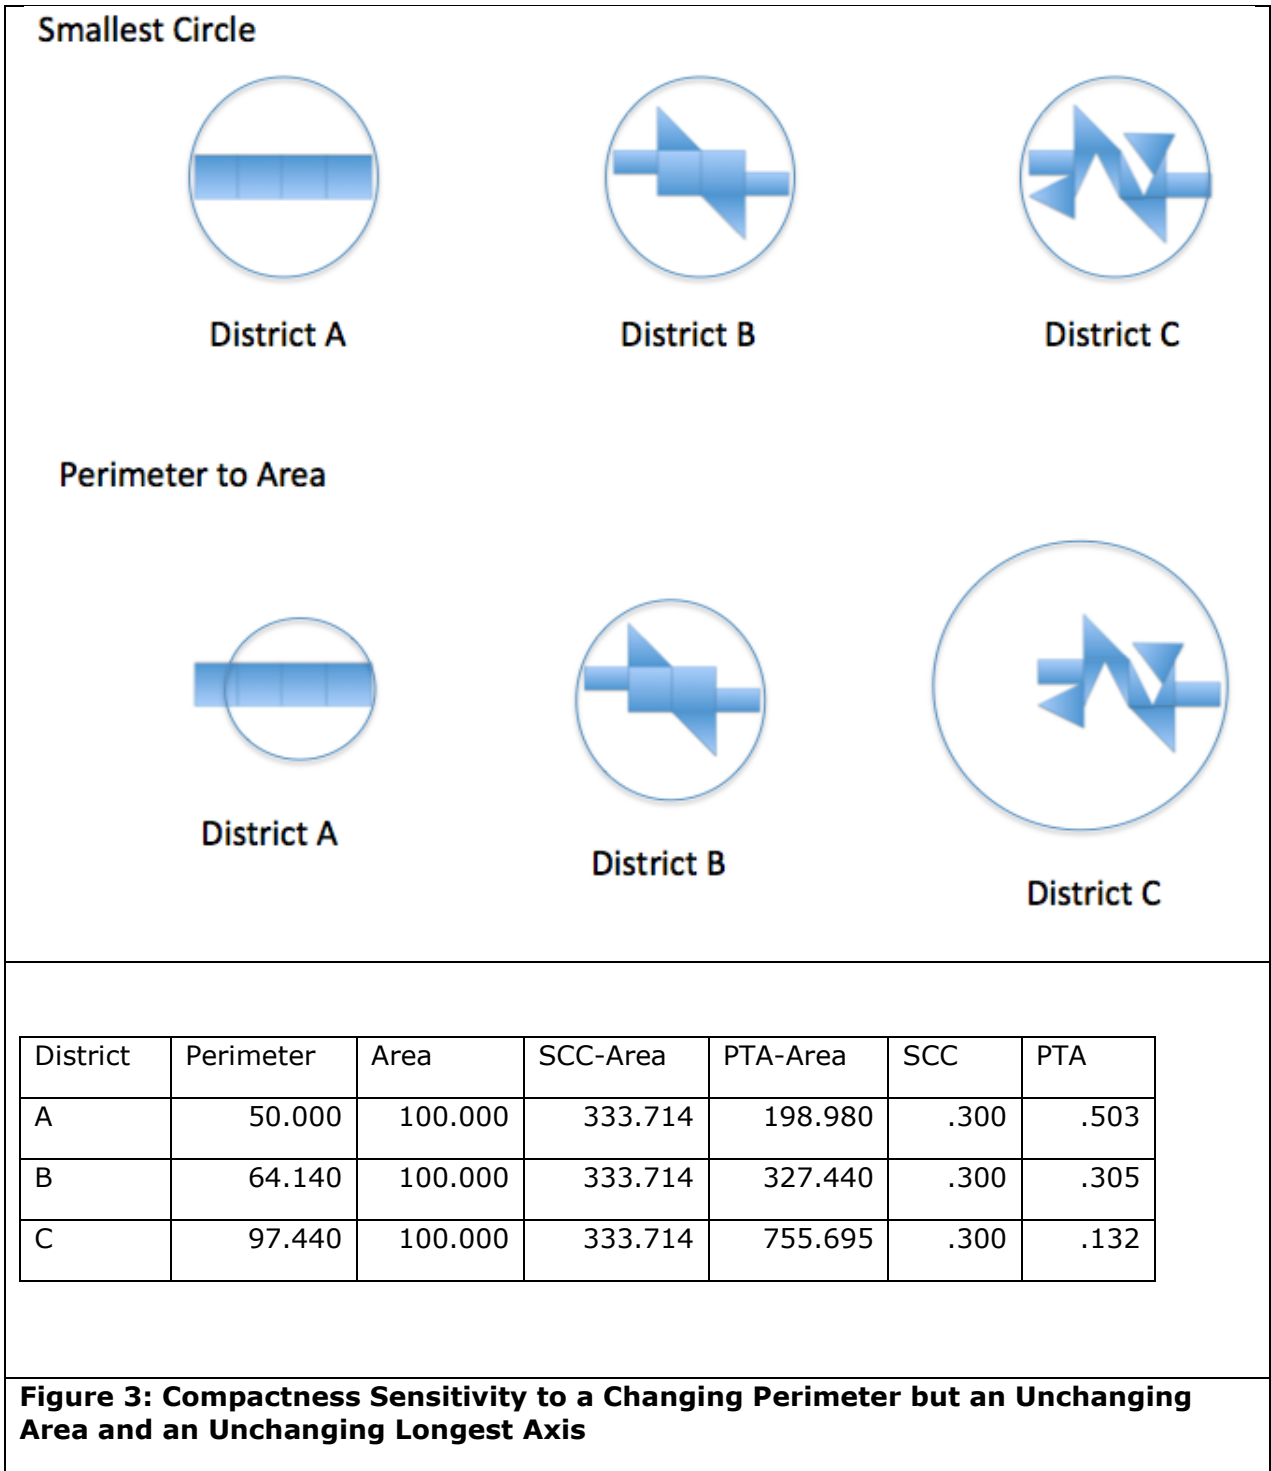 Smallest Circle
District A District B District C
Perimeter to Area
District A
District B
District C
District Perimeter Area SCC-Area PTA-Area SCC PTA
A 50.000 100.000 333.714 198.980 .300 .503
B 64.140 100.000 333.714 327.440 .300 .305
C 97.440 100.000 333.714 755.695 .300 .132
Figure 3: Compactness Sensitivity to a Changing Perimeter but an Unchanging
Area and an Unchanging Longest Axis